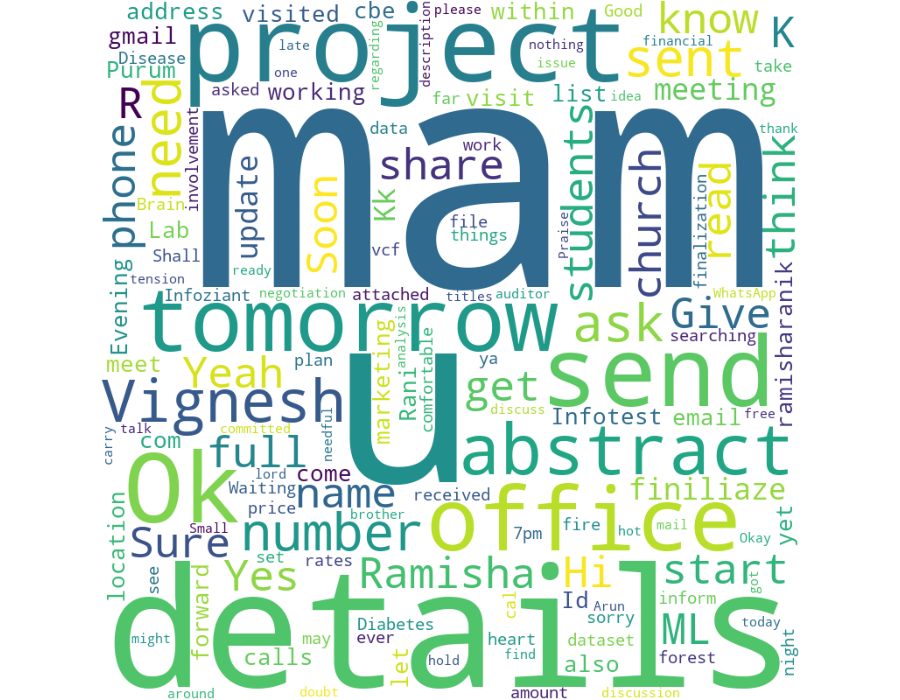 address
visited
cbe
please
within
Good
know
K
gmail
project
description
Disease
late
regarding
nothing
financial
sent
Purum
one
issue
take
R
need
asked
working
far
visit
list
idea
meeting
mam
data
students
thank
phone
involvement
update
Soon
share
work
Kk
church
finalization
read
think
Brain
Lab
file
things
Praise
Shall
vcf
ready
tension
Evening
Infoziant
negotiation
attached
titles
auditor
WhatsApp
ramisharanik
tomorrow
ask
Give
searching
meet
Yeah
plan
marketing
analysis
Rani
comfortable
u
ya
get
send
Vignesh
discuss
Infotest
email
free
carry
talk
committed
needful
com
full
abstract
Ok
lord
come
Waiting
name
received
finiliaze
location
price
brother
office
Small
Sure
number
7pm
fire
hot
mail
Okay
yet
set
rates
see
forward
Yes
Ramisha
Hi
start
got
details
cal
Id
Arun
inform
sorry
today
might
may
Diabetes
ever
heart
dataset
ML
calls
let
hold
find
also
forest
night
around
doubt
amount
discussion